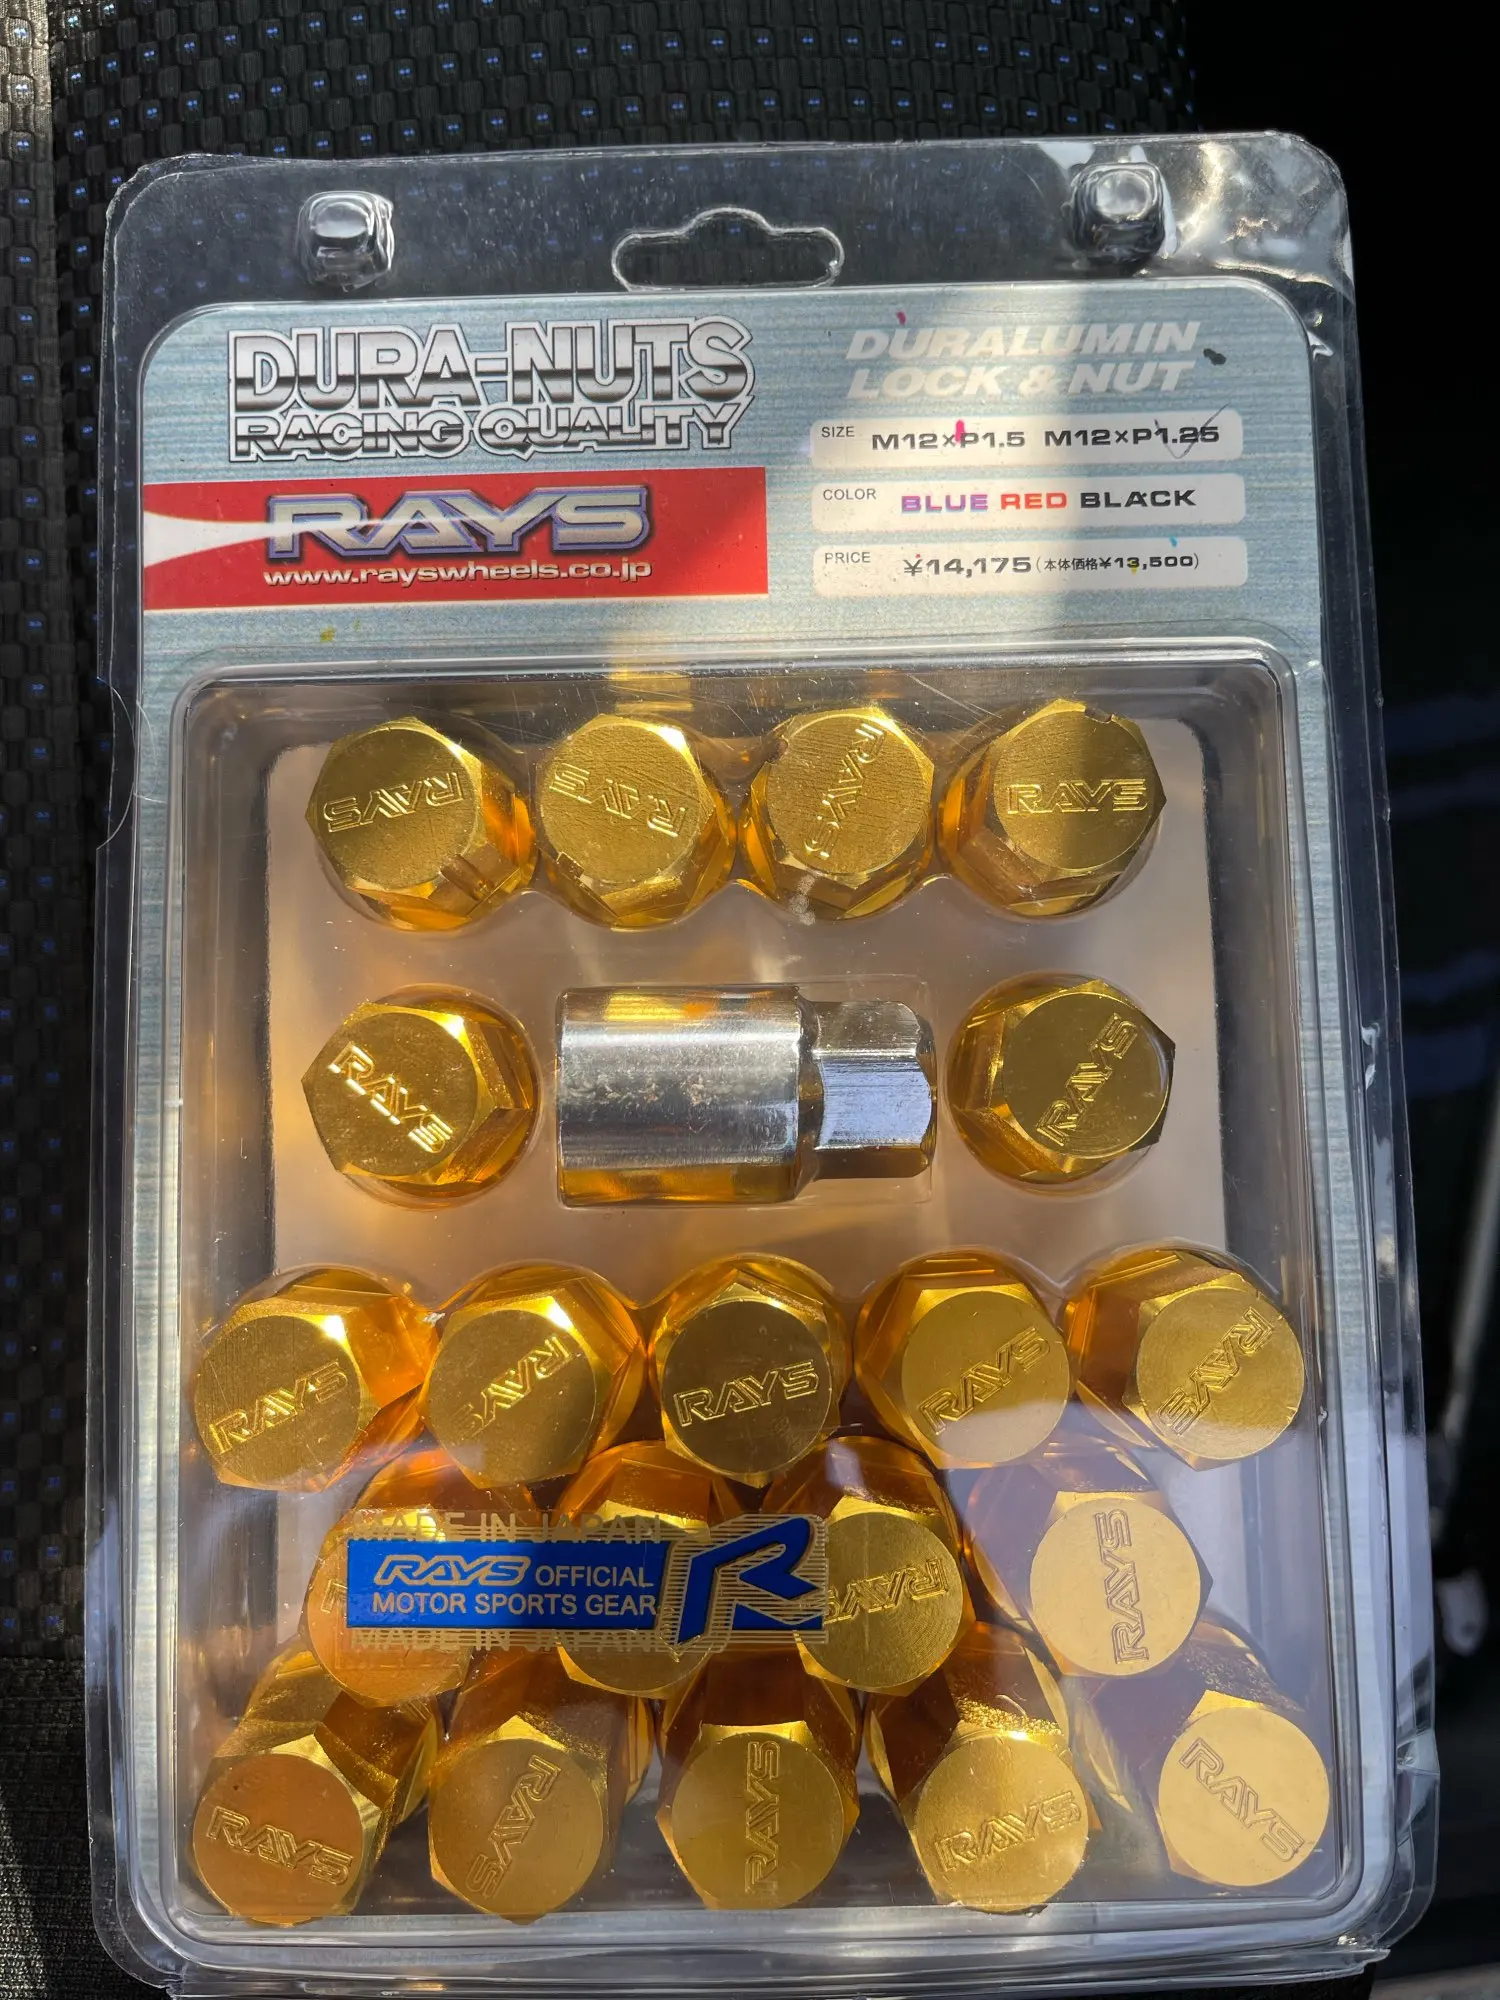 DURA-NUTS
RACING QUALITY
RAYS
www.rayswheels.co.jp
DURALUMIN
LOCK & NUT
SIZE M12×P1.5 M12×P1.25
COLOR BLUE RED BLACK
PRICE ¥14,175(本体価格¥13,500)
RAYS
RAYS
RAYS
RAYS
RAYS
RAYS
RAYS
RAYS
RAYS
RAYS
RAYS
MADE IN JAPAN
RAYS OFFICIAL
MOTOR SPORTS GEAR
R
MADE IN JAPAN
RAYS
RAYS
RAYS
RAYS
RAYS
RAYS
RAYS